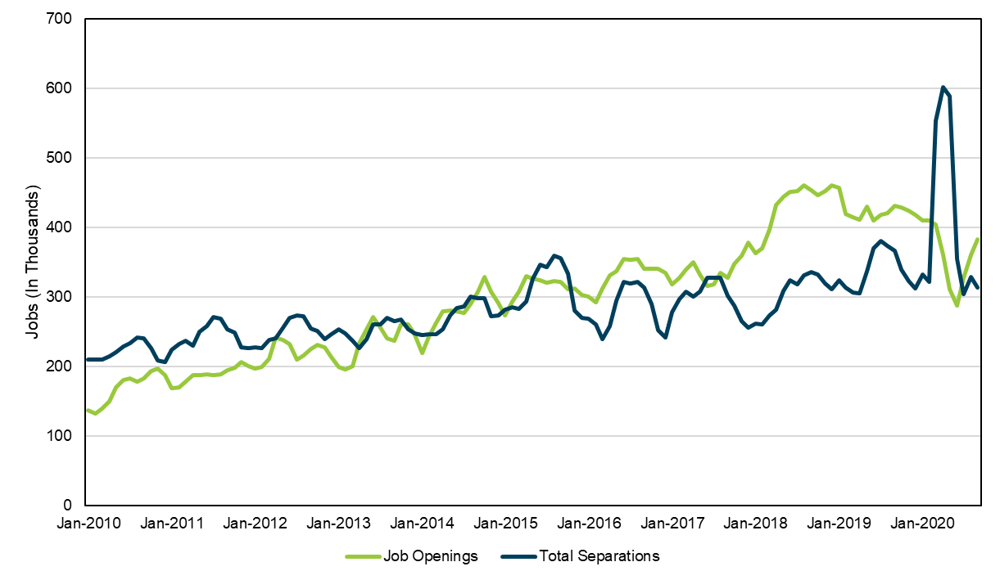 700
600
500
400
300
200
100
0
Jobs (In Thousands)
Jan-2010 Jan-2011 Jan-2012 Jan-2013 Jan-2014 Jan-2015 Jan-2016 Jan-2017 Jan-2018 Jan-2019 Jan-2020
Job Openings Total Separations